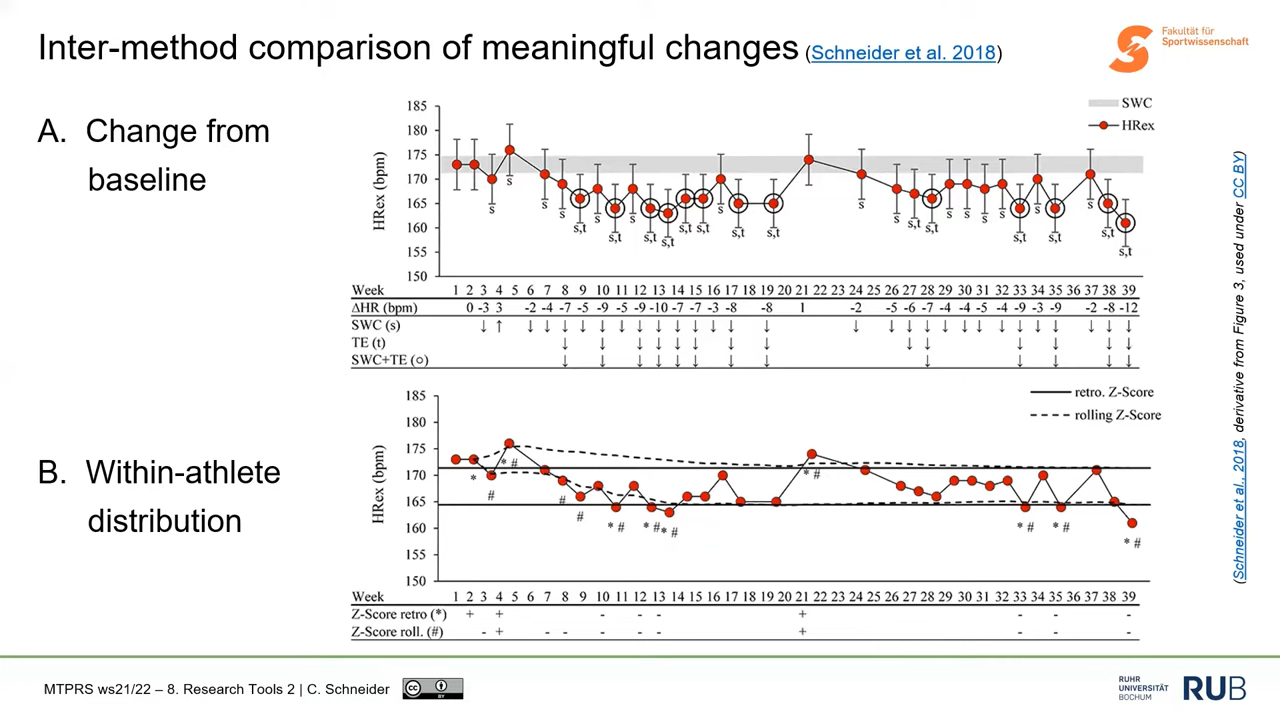 Inter-method comparison of meaningful changes (Schneider et al. 2018)
Fakultät für
Sportwissenschaft
A. Change from
baseline
185
180
175
170
165
160
155
150
HRex (bpm)
SWC
HRex
s
s
s
s
s,t
s
s,t
s
s,t
s,t
s,t
s,t
s
s,t
s,t
s
s
s,t
s,t
s
s
s
s
s,t
s
s,t
s
s,t
s,t
Week 1 2 3 4 5 6 7 8 9 10 11 12 13 14 15 16 17 18 19 20 21 22 23 24 25 26 27 28 29 30 31 32 33 34 35 36 37 38 39
ΔHR (bpm) 0 -3 3 -2 -4 -7 -5 -9 -5 -9 -10 -7 -7 -3 -8 -8 1 -2 -5 -6 -7 -4 -4 -5 -4 -9 -3 -9 -2 -8 -12
SWC (s) ↓ ↑ ↓ ↓ ↓ ↓ ↓ ↓ ↓ ↓ ↓ ↓ ↓ ↓ ↓ ↓ ↓ ↓ ↓ ↓ ↓ ↓ ↓ ↓ ↓ ↓ ↓ ↓
TE (t) ↓ ↓ ↓ ↓ ↓ ↓ ↓ ↓ ↓ ↓ ↓ ↓ ↓ ↓
SWC+TE (○) ↓ ↓ ↓ ↓ ↓ ↓ ↓ ↓ ↓ ↓ ↓ ↓ ↓
B. Within-athlete
distribution
185
180
175
170
165
160
155
150
HRex (bpm)
retro. Z-Score
rolling Z-Score
*
#
* #
#
#
* #
* #
* #
* #
* #
* #
* #
Week 1 2 3 4 5 6 7 8 9 10 11 12 13 14 15 16 17 18 19 20 21 22 23 24 25 26 27 28 29 30 31 32 33 34 35 36 37 38 39
Z-Score retro (*) + + - - - + - - -
Z-Score roll. (#) - + - - - - - + - - -
(Schneider et al., 2018, derivative from Figure 3, used under CC BY)
MTPRS ws21/22 – 8. Research Tools 2 | C. Schneider
cc
BY
RUHR
UNIVERSITÄT
BOCHUM
RUB